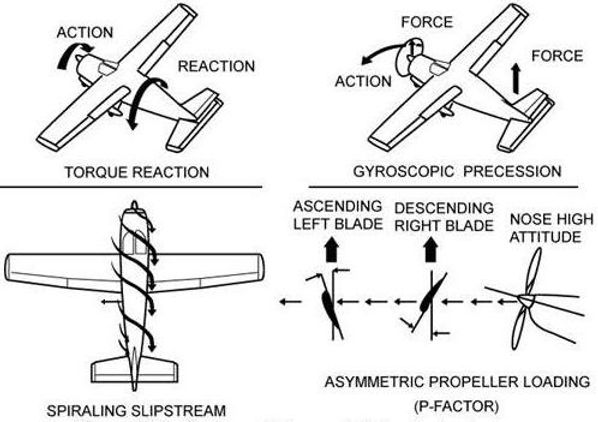 ACTION
REACTION
TORQUE REACTION
FORCE
FORCE
ACTION
GYROSCOPIC PRECESSION
SPIRALING SLIPSTREAM
ASCENDING
LEFT BLADE
DESCENDING
RIGHT BLADE
NOSE HIGH
ATTITUDE
ASYMMETRIC PROPELLER LOADING
(P-FACTOR)